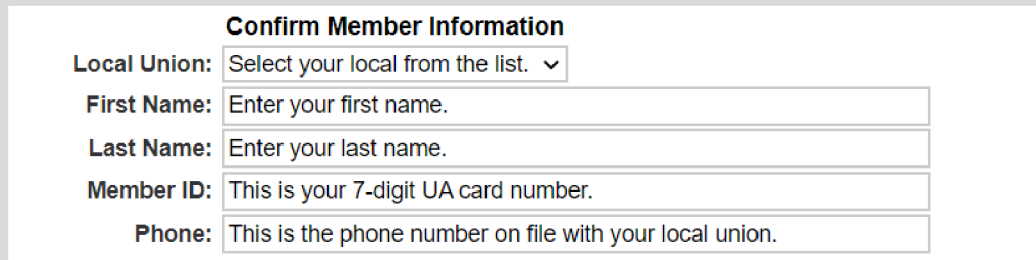 Confirm Member Information
Local Union: Select your local from the list.
First Name: Enter your first name.
Last Name: Enter your last name.
Member ID: This is your 7-digit UA card number.
Phone: This is the phone number on file with your local union.